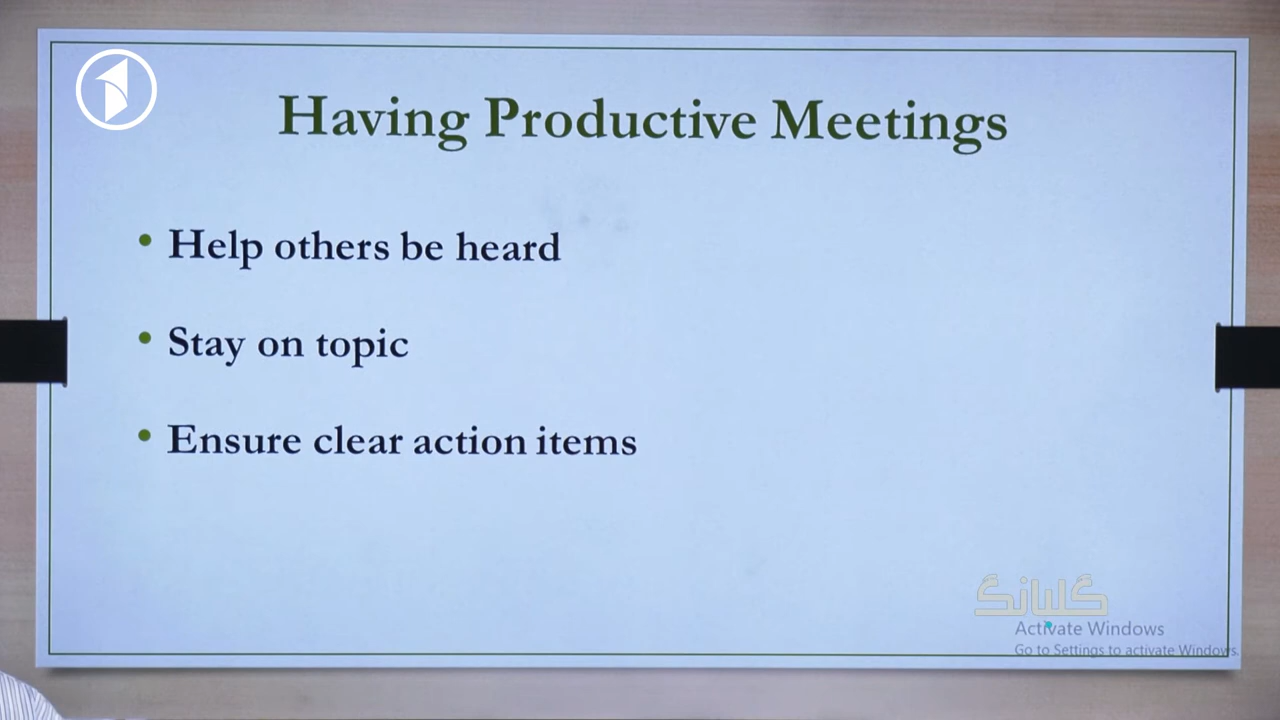 Having Productive Meetings
• Help others be heard
• Stay on topic
• Ensure clear action items
گلبانگ
Activate Windows
Go to Settings to activate Windows.